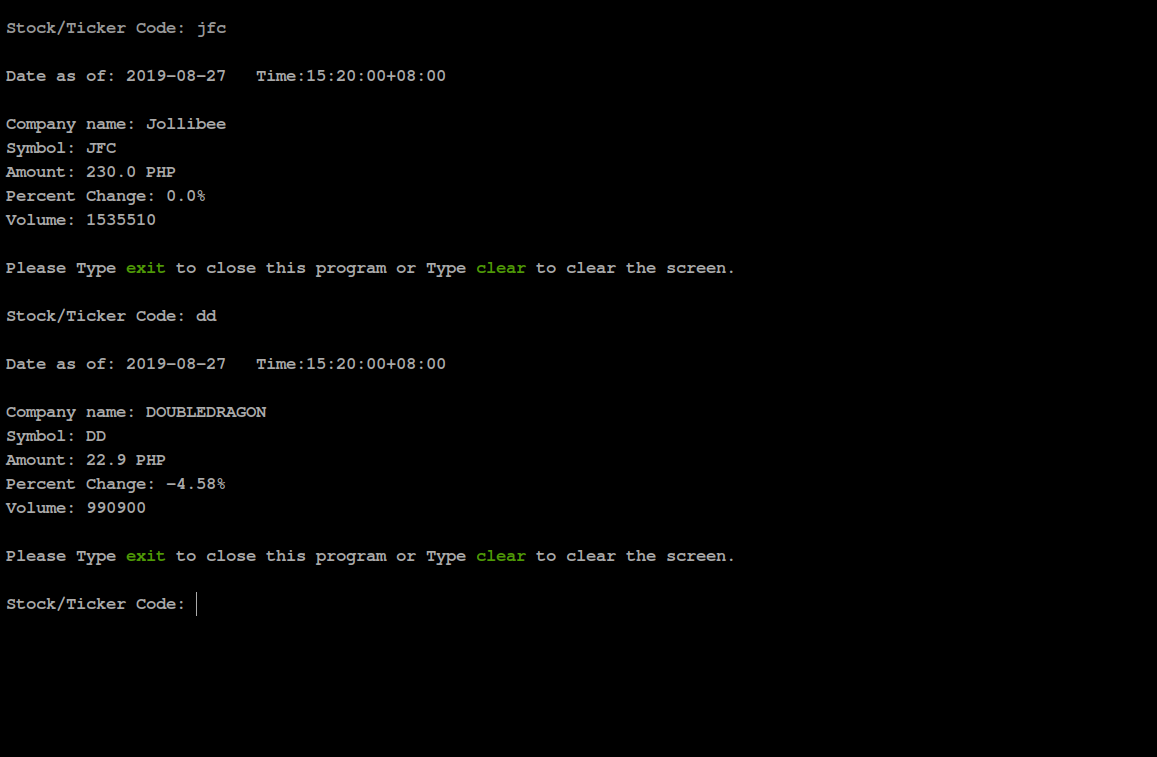 Stock/Ticker Code: jfc
Date as of: 2019-08-27   Time:15:20:00+08:00
Company name: Jollibee
Symbol: JFC
Amount: 230.0 PHP
Percent Change: 0.0%
Volume: 1535510
Please Type exit to close this program or Type clear to clear the screen.
Stock/Ticker Code: dd
Date as of: 2019-08-27   Time:15:20:00+08:00
Company name: DOUBLEDRAGON
Symbol: DD
Amount: 22.9 PHP
Percent Change: -4.58%
Volume: 990900
Please Type exit to close this program or Type clear to clear the screen.
Stock/Ticker Code: